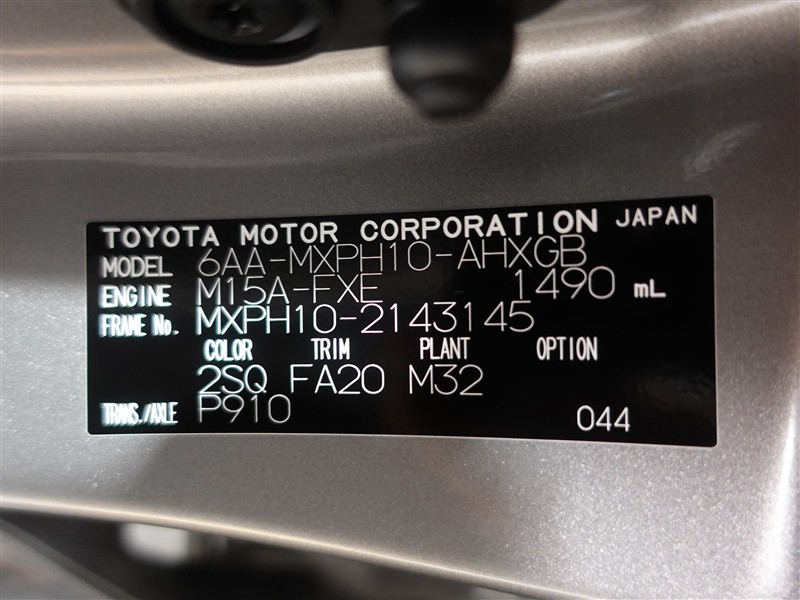 TOYOTA MOTOR CORPORATION JAPAN
MODEL 6AA-MXPH10-AHXGB
ENGINE M15A-FXE 1490 mL
FRAME No. MXPH10-2143145
COLOR TRIM PLANT OPTION
2SQ FA20 M32
TRANS./AXLE P910 044